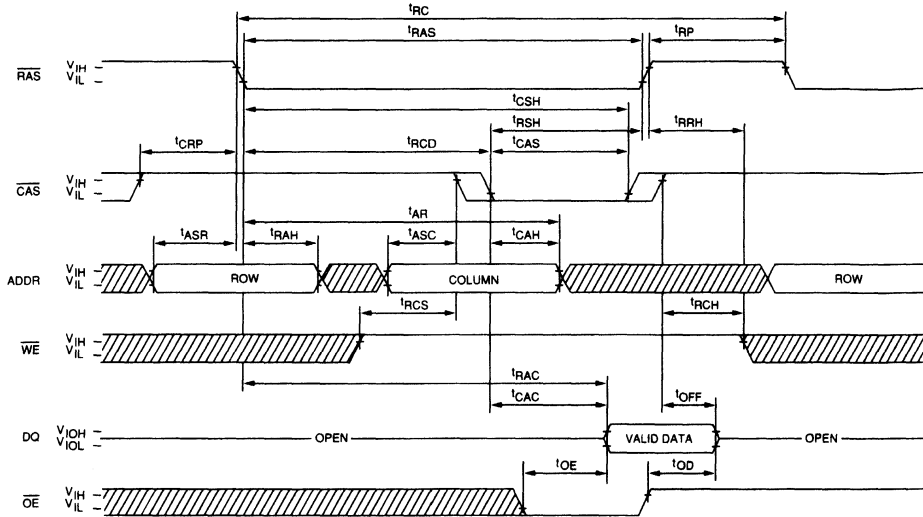 tRC
tRAS
tRP
RAS VIH VIL
tCSH
tRSH
tRRH
tCRP
tRCD
tCAS
CAS VIH VIL
tAR
tASR
tRAH
tASC
tCAH
ADDR VIH VIL ROW COLUMN ROW
tRCS
tRCH
WE VIH VIL
tRAC
tCAC
tOFF
DQ VIOH VIOL OPEN VALID DATA OPEN
tOE
tOD
OE VIH VIL